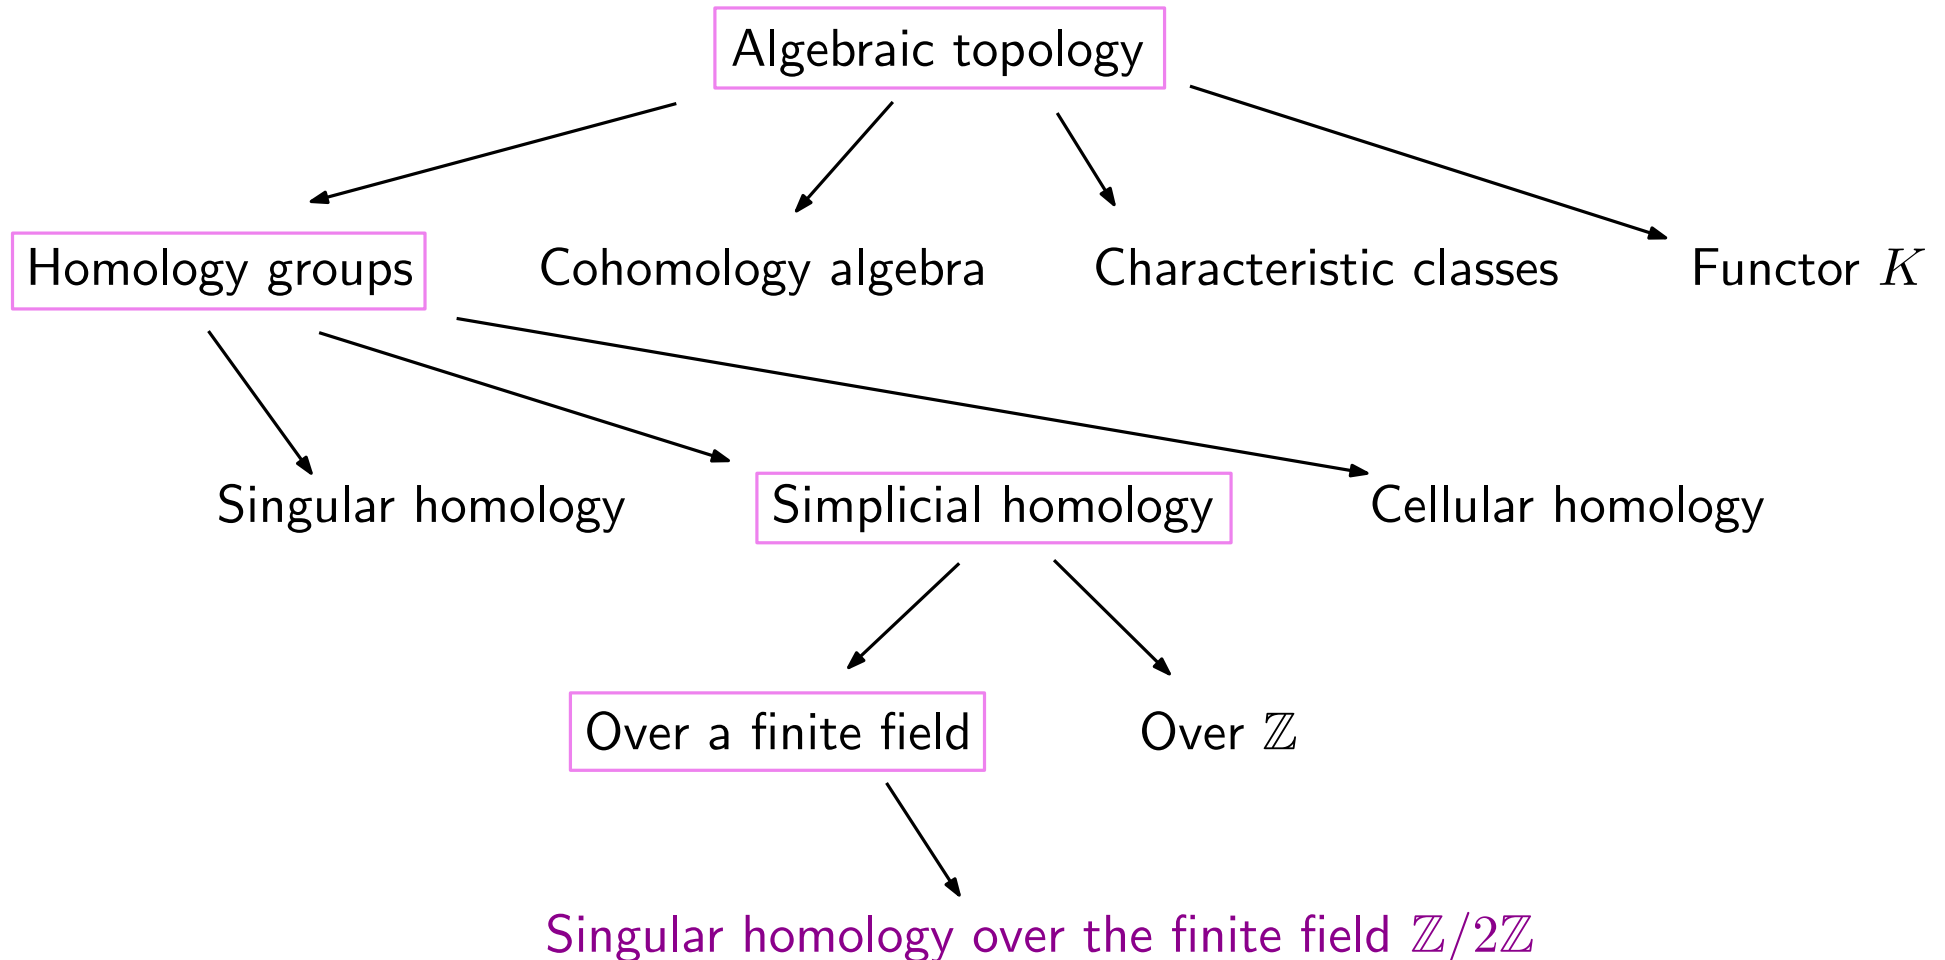 Algebraic topology
Homology groups
Cohomology algebra
Characteristic classes
Functor K
Singular homology
Simplicial homology
Cellular homology
Over a finite field
Over ℤ
Singular homology over the finite field ℤ/2ℤ